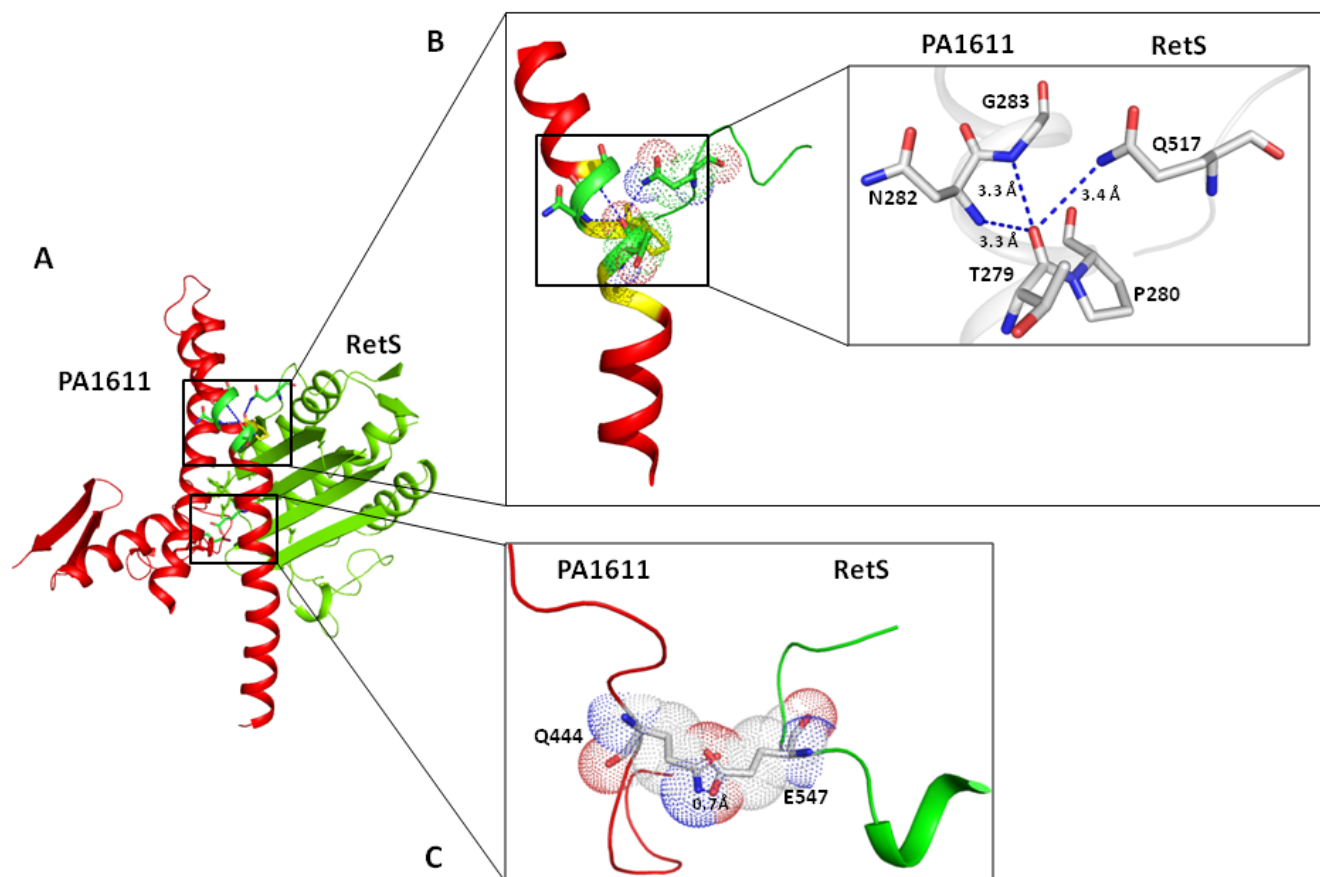 A
PA1611
RetS
B
PA1611
RetS
G283
Q517
N282
3.3 Å
3.4 Å
3.3 Å
T279
P280
PA1611
RetS
Q444
0,7Å
E547
C